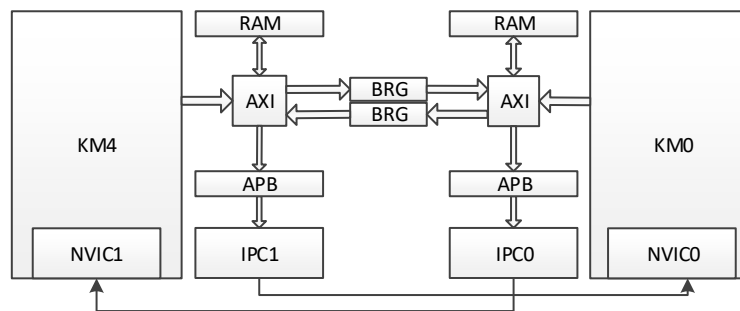 RAM
RAM
AXI
BRG
BRG
AXI
KM4
KM0
APB
APB
NVIC1
IPC1
IPC0
NVIC0